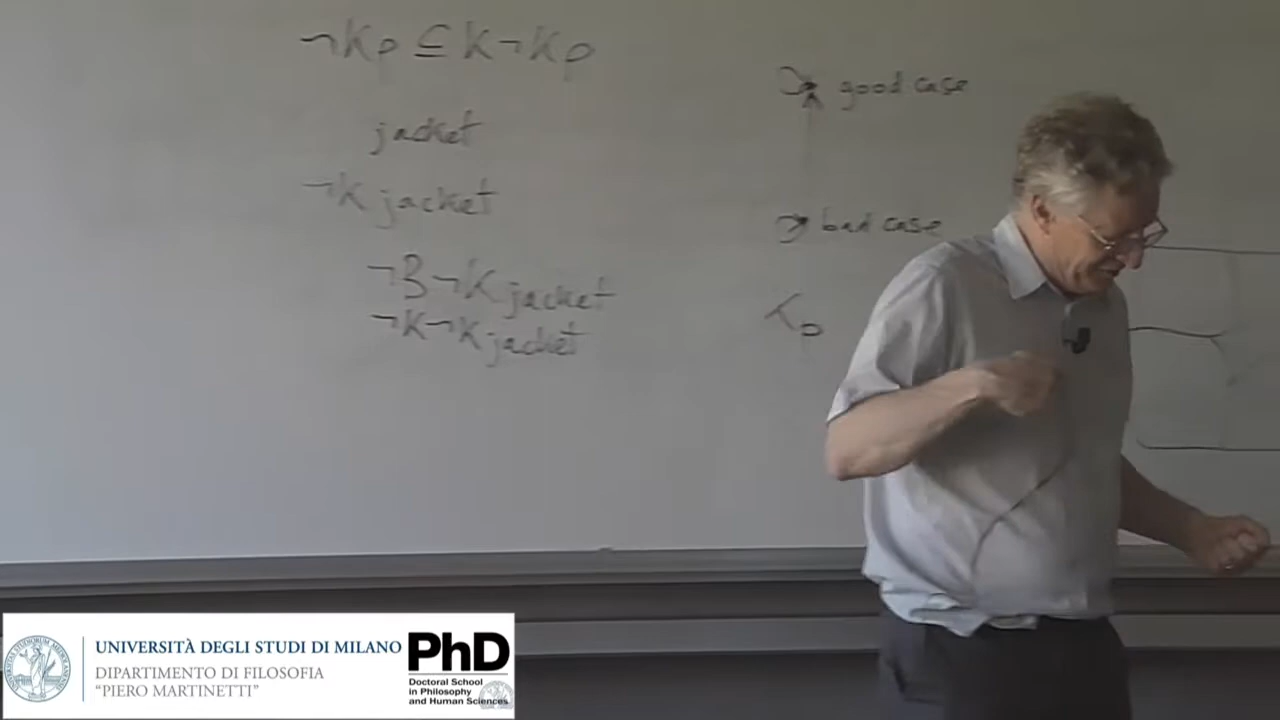 ¬Kp ⊆ K¬Kp
jacket
¬K jacket
¬B¬K jacket
¬K¬K jacket
good case
bad case
UNIVERSITÀ DEGLI STUDI DI MILANO
DIPARTIMENTO DI FILOSOFIA
“PIERO MARTINETTI”
PhD
Doctoral School
in Philosophy
and Human Sciences